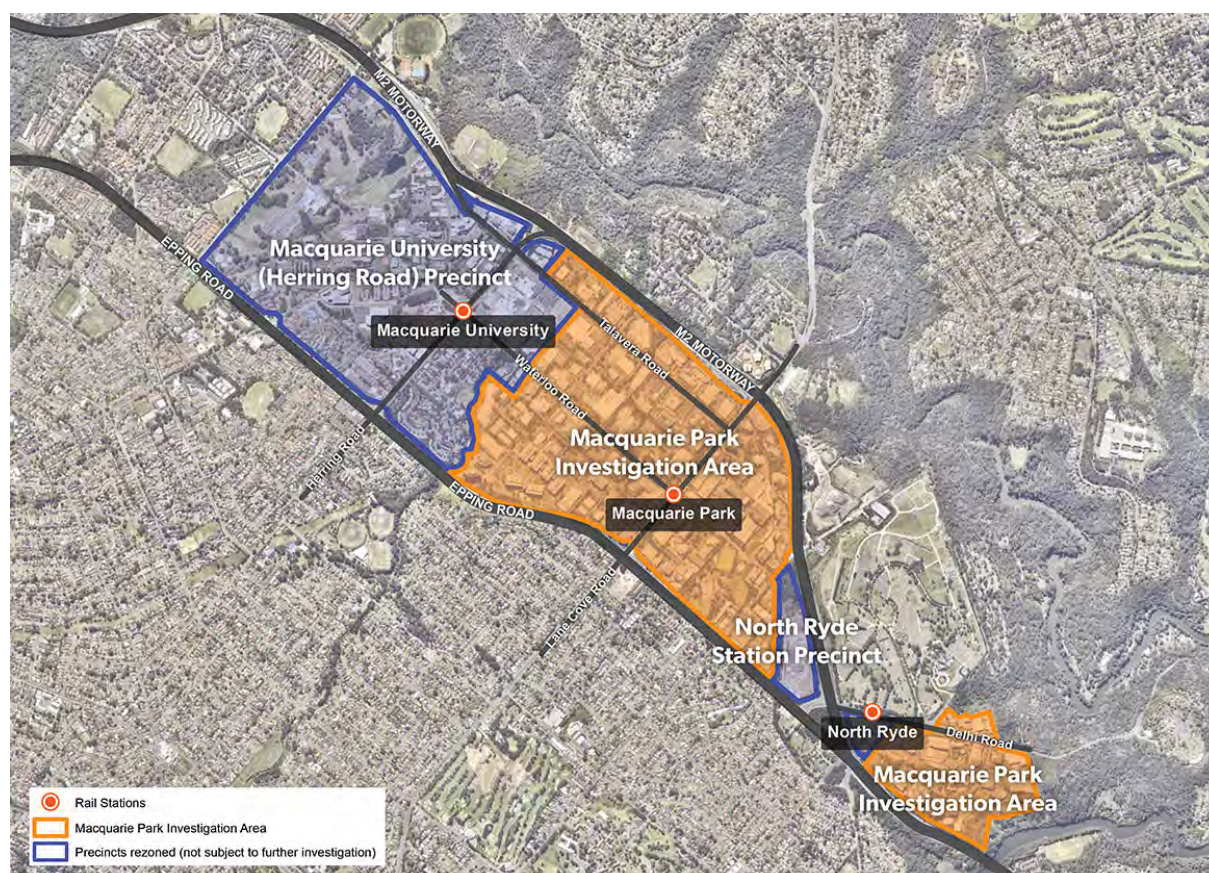 M2 MOTORWAY
EPPING ROAD
Macquarie University
(Herring Road) Precinct
Macquarie University
Talavera Road
M2 MOTORWAY
Waterloo Road
Herring Road
Macquarie Park
Investigation Area
EPPING ROAD
Macquarie Park
Lane Cove Road
North Ryde
Station Precinct
North Ryde
Delhi Road
Macquarie Park
Investigation Area
Rail Stations
Macquarie Park Investigation Area
Precincts rezoned (not subject to further investigation)